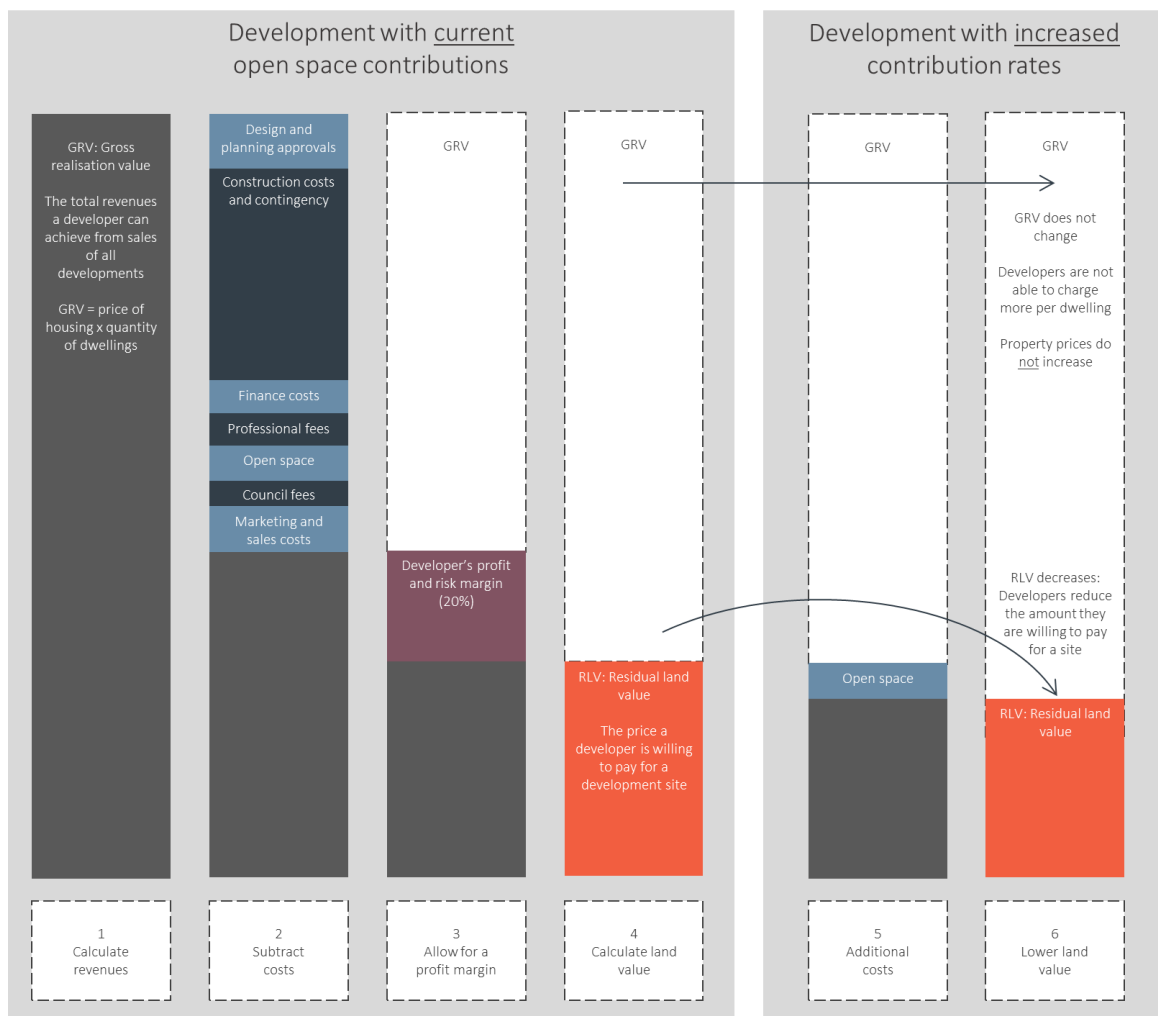 Development with current
open space contributions
Development with increased
contribution rates
GRV: Gross
realisation value
The total revenues
a developer can
achieve from sales
of all
developments
GRV = price of
housing x quantity
of dwellings
Design and
planning approvals
Construction costs
and contingency
Finance costs
Professional fees
Open space
Council fees
Marketing and
sales costs
GRV
Developer’s profit
and risk margin
(20%)
GRV
RLV: Residual land
value
The price a
developer is willing
to pay for a
development site
GRV
Open space
GRV
GRV does not
change
Developers are not
able to charge
more per dwelling
Property prices do
not increase
RLV decreases:
Developers reduce
the amount they
are willing to pay
for a site
RLV: Residual land
value
1
Calculate
revenues
2
Subtract
costs
3
Allow for a
profit margin
4
Calculate land
value
5
Additional
costs
6
Lower land
value